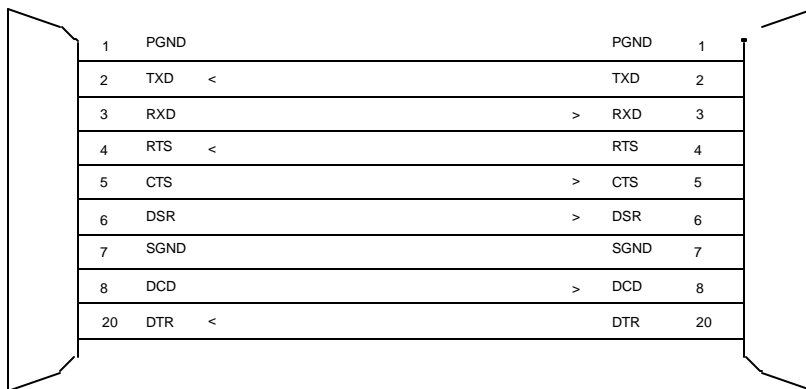 1 PGND PGND 1
2 TXD < TXD 2
3 RXD > RXD 3
4 RTS < RTS 4
5 CTS > CTS 5
6 DSR > DSR 6
7 SGND SGND 7
8 DCD > DCD 8
20 DTR < DTR 20